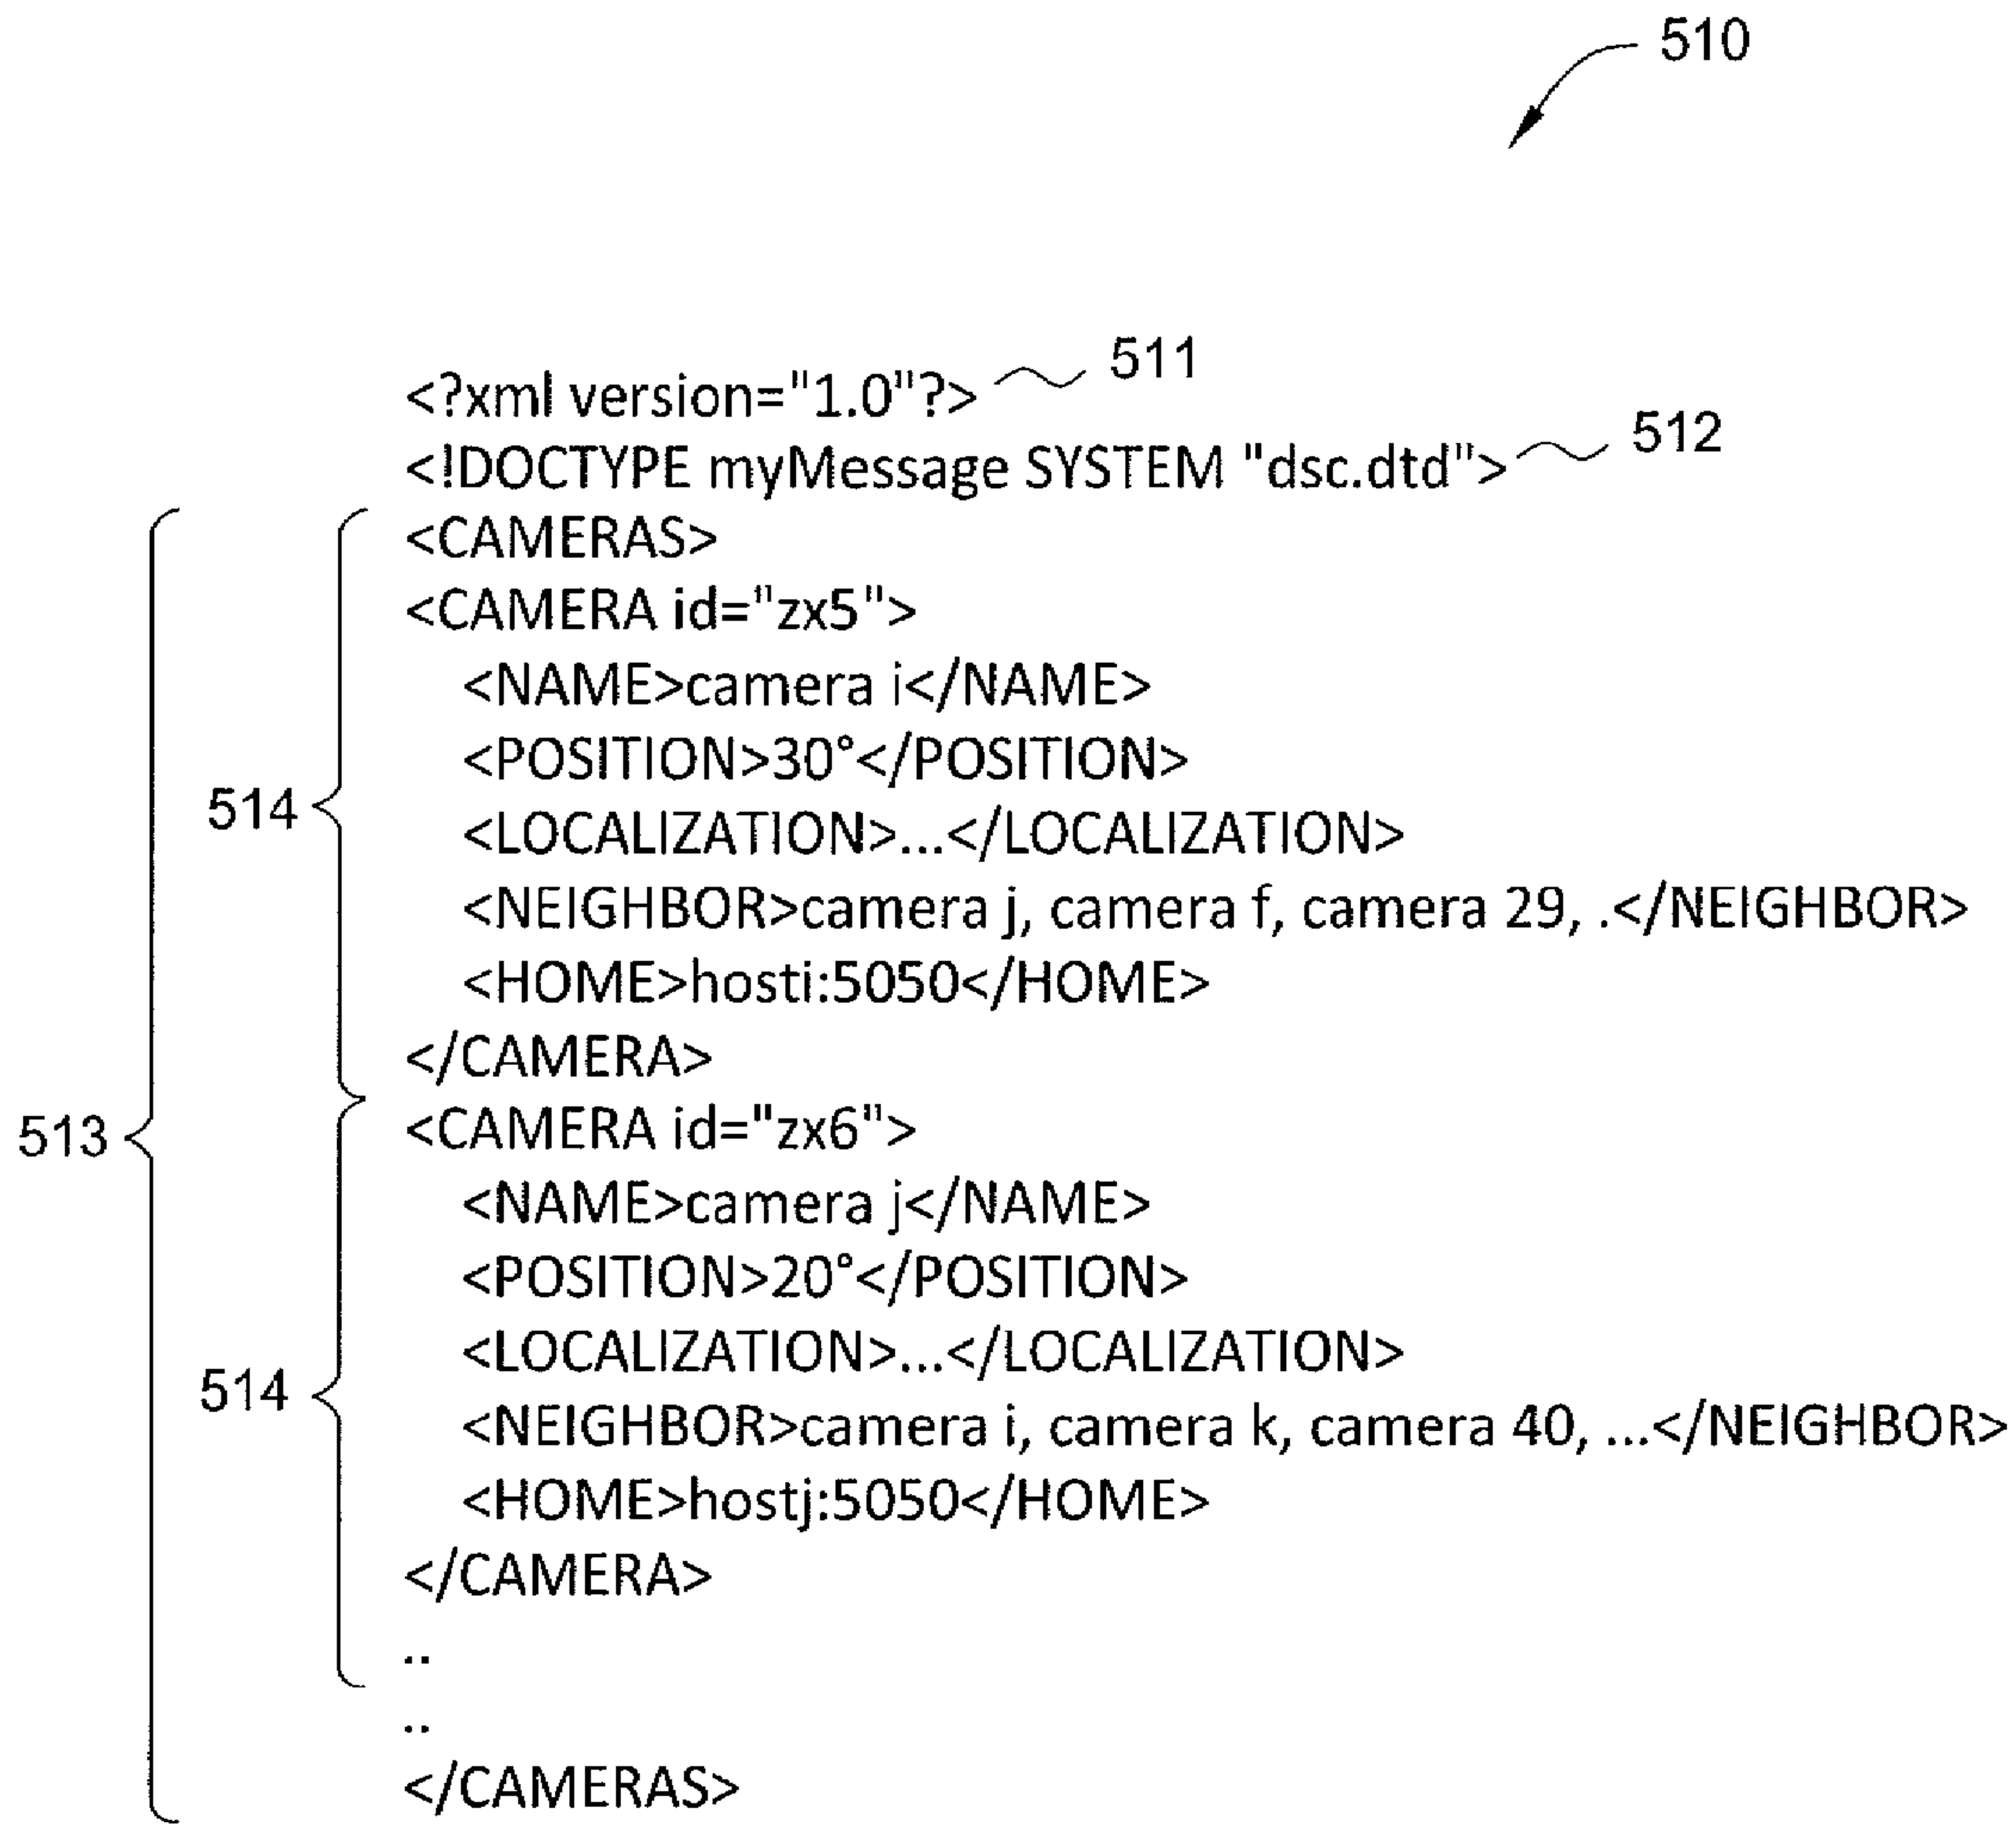 510
<?xml version="1.0"?> 511
<!DOCTYPE myMessage SYSTEM "dsc.dtd"> 512
<CAMERAS>
<CAMERA id="zx5">
<NAME>camera i</NAME>
<POSITION>30°</POSITION>
514 <LOCALIZATION>...</LOCALIZATION>
<NEIGHBOR>camera j, camera f, camera 29, .</NEIGHBOR>
<HOME>hosti:5050</HOME>
</CAMERA>
513 <CAMERA id="zx6">
<NAME>camera j</NAME>
<POSITION>20°</POSITION>
<LOCALIZATION>...</LOCALIZATION>
514 <NEIGHBOR>camera i, camera k, camera 40, ...</NEIGHBOR>
<HOME>hostj:5050</HOME>
</CAMERA>
..
..
</CAMERAS>